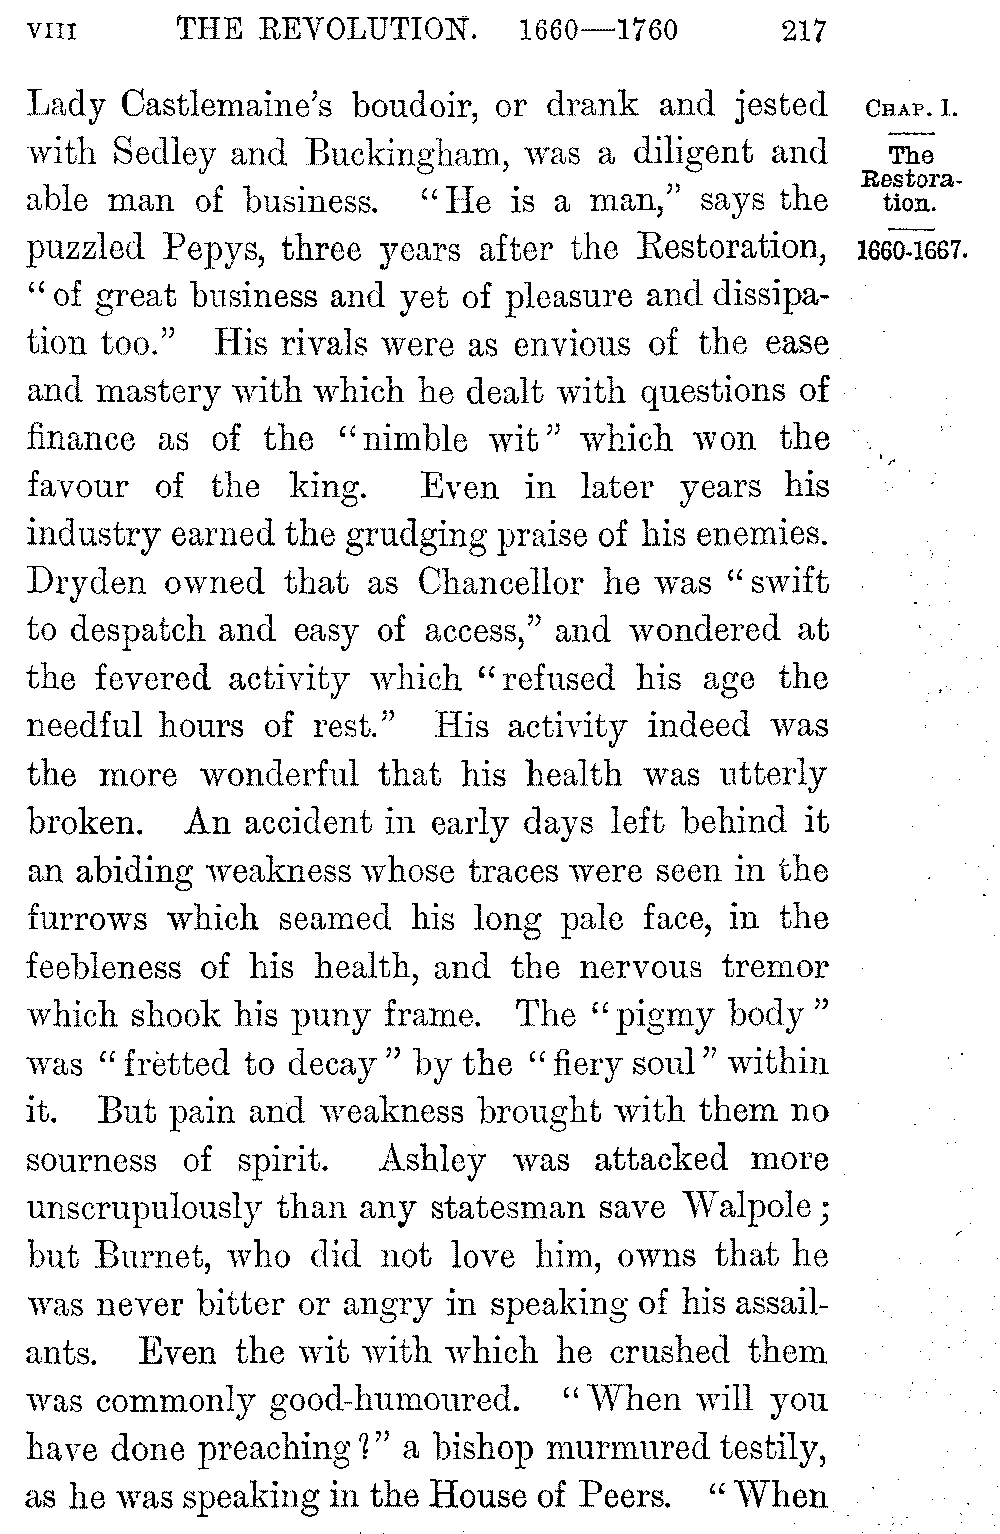 VIII THE REVOLUTION. 1660—1760 217
Lady Castlemaine's boudoir, or drank and jested
with Sedley and Buckingham, was a diligent and
able man of business. "He is a man," says the
puzzled Pepys, three years after the Restoration,
"of great business and yet of pleasure and dissipa-
tion too." His rivals were as envious of the ease
and mastery with which he dealt with questions of
finance as of the "nimble wit" which won the
favour of the king. Even in later years his
industry earned the grudging praise of his enemies.
Dryden owned that as Chancellor he was "swift
to despatch and easy of access," and wondered at
the fevered activity which "refused his age the
needful hours of rest." His activity indeed was
the more wonderful that his health was utterly
broken. An accident in early days left behind it
an abiding weakness whose traces were seen in the
furrows which seamed his long pale face, in the
feebleness of his health, and the nervous tremor
which shook his puny frame. The "pigmy body"
was "fretted to decay" by the "fiery soul" within
it. But pain and weakness brought with them no
sourness of spirit. Ashley was attacked more
unscrupulously than any statesman save Walpole;
but Burnet, who did not love him, owns that he
was never bitter or angry in speaking of his assail-
ants. Even the wit with which he crushed them
was commonly good-humoured. "When will you
have done preaching?" a bishop murmured testily,
as he was speaking in the House of Peers. "When
CHAP. I.
The
Restora-
tion.
1660-1667.